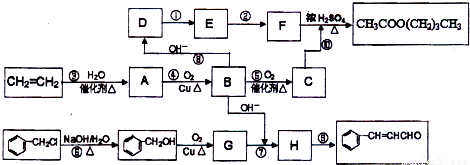 D ① E ② F 浓H₂SO₄ △ CH₃COO(CH₂)₃CH₃
OH⁻ ⑧ ⑩
CH₂=CH₂ ③ H₂O 催化剂△ A ④ O₂ Cu △ B ⑤ O₂ 催化剂△ C
OH⁻
CH₂Cl NaOH/H₂O ⑥ △ CH₂OH O₂ Cu △ G ⑦ H ⑨ CH=CHCHO